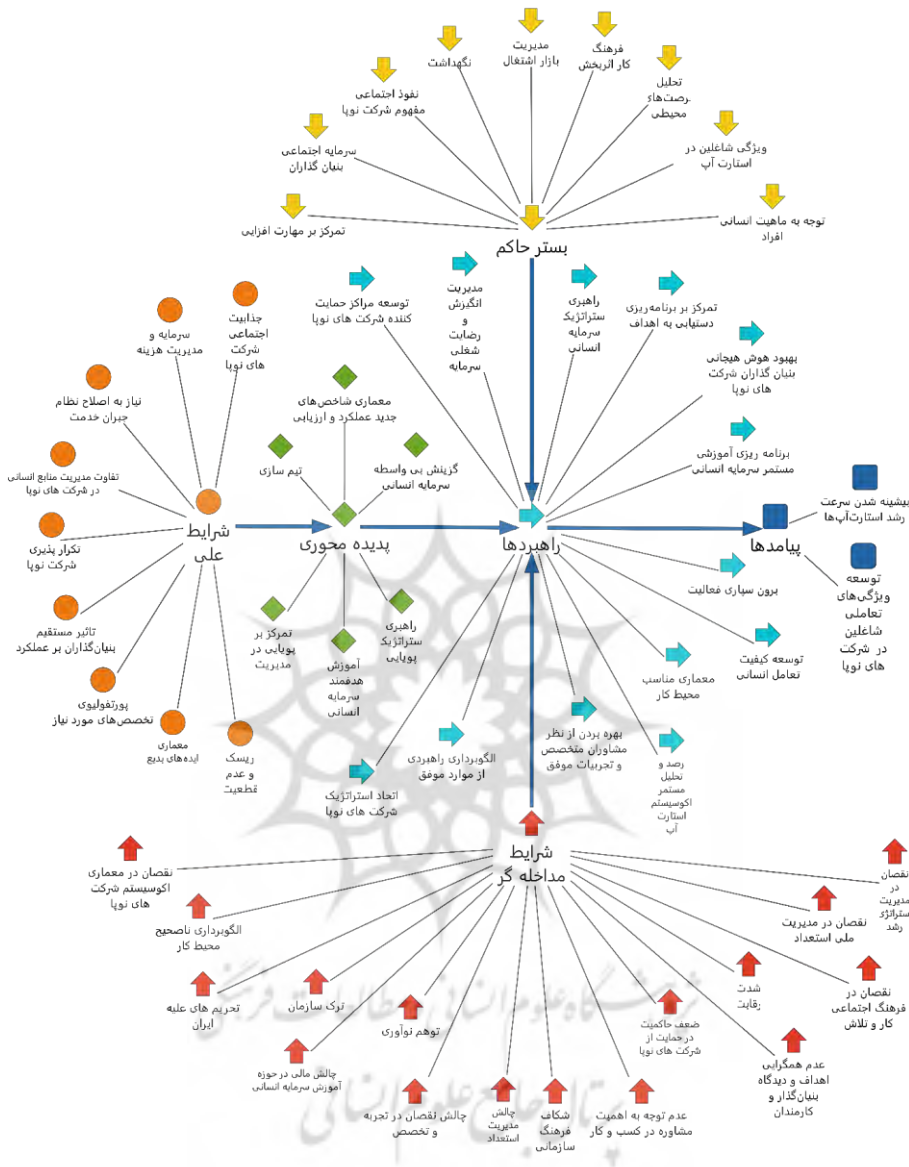 فرهنگ
کار اثربخش
مدیریت
بازار اشتغال
نگهداشت
نفوذ اجتماعی
مفهوم شرکت نوپا
تحلیل
رصت‌های
محیطی
سرمایه اجتماعی
بنیان گذاران
ویژگی شاغلین در
استارت آپ
تمرکز بر مهارت افزایی
توجه به ماهیت انسانی
افراد
بستر حاکم
توسعه مراکز حمایت
کننده شرکت های نوپا
مدیریت
انگیزش
و
رضایت
شغلی
سرمایه
راهبری
ستراتژیک
سرمایه
انسانی
تمرکز بر برنامه‌ریزی
دستیابی به اهداف
بهبود هوش هیجانی
بنیان گذاران شرکت
های نوپا
برنامه ریزی آموزشی
مستمر سرمایه انسانی
جذابیت
اجتماعی
شرکت
های نوپا
سرمایه و
مدیریت هزینه
نیاز به اصلاح نظام
جبران خدمت
تفاوت مدیریت منابع انسانی
در شرکت های نوپا
تکرار پذیری
شرکت نوپا
تاثیر مستقیم
بنیان‌گذاران بر عملکرد
پورتفولیوی
تخصص‌های مورد نیاز
معماری
ایده‌های بدیع
ریسک
و عدم
قطعیت
شرایط
علی
معماری شاخص‌های
جدید عملکرد و ارزیابی
تیم سازی
گزینش بی واسطه
سرمایه انسانی
پدیده محوری
تمرکز بر
پویایی در
مدیریت
آموزش
هدفمند
سرمایه
انسانی
راهبری
ستراتژیک
پویایی
راهبردها
برون سپاری فعالیت
توسعه کیفیت
تعامل انسانی
معماری مناسب
محیط کار
رصد و
تحلیل
مستمر
اکوسیستم
استارت
آپ
بهره بردن از نظر
مشاوران متخصص
و تجربیات موفق
الگوبرداری راهبردی
از موارد موفق
اتحاد استراتژیک
شرکت های نوپا
پیامدها
بیشینه شدن سرعت
رشد استارت‌آپ‌ها
توسعه
ویژگی‌های
تعاملی
شاغلین
در شرکت
های نوپا
شرایط
مداخله گر
نقصان در معماری
اکوسیستم شرکت
های نوپا
الگوبرداری ناصحیح
محیط کار
تحریم های علیه
ایران
ترک سازمان
چالش مالی در حوزه
آموزش سرمایه انسانی
توهم نوآوری
چالش نقصان در تجربه
و تخصص
چالش
مدیریت
استعداد
شکاف
فرهنگ
سازمانی
عدم توجه به اهمیت
مشاوره در کسب و کار
ضعف حاکمیت
در حمایت از
شرکت های نوپا
شدت
رقابت
عدم همگرایی
اهداف و دیدگاه
بنیان‌گذار و
کارمندان
نقصان در
فرهنگ اجتماعی
کار و تلاش
نقصان در مدیریت
ملی استعداد
نقصان
در
مدیریت
ستراتژی
رشد
پژوهشگاه علوم انسانی و مطالعات فرهنگی
پرتال جامع علوم انسانی